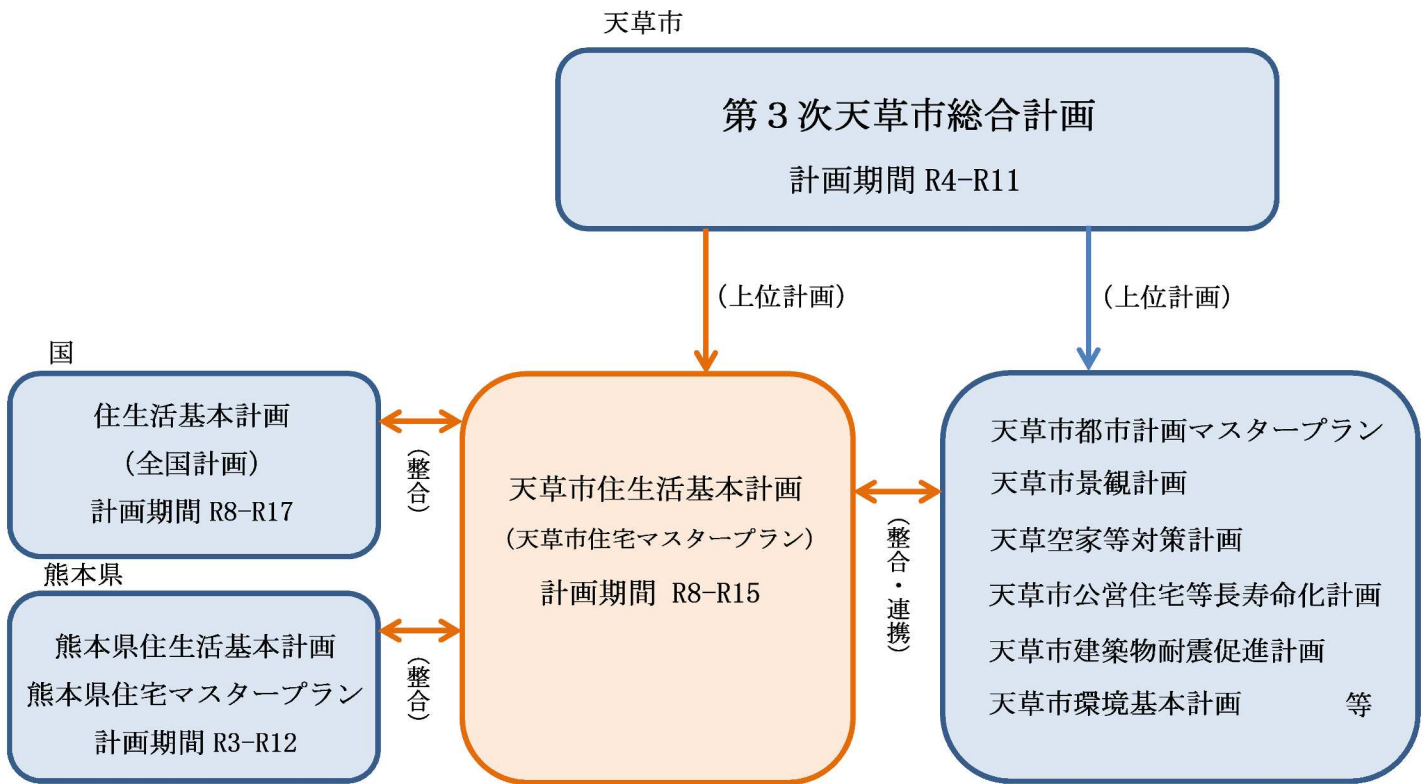 天草市
第３次天草市総合計画
計画期間 R4-R11
(上位計画)
(上位計画)
国
住生活基本計画
(全国計画)
計画期間 R8-R17
(整合)
熊本県
熊本県住生活基本計画
熊本県住宅マスタープラン
計画期間 R3-R12
(整合)
天草市住生活基本計画
(天草市住宅マスタープラン)
計画期間 R8-R15
(整合・連携)
天草市都市計画マスタープラン
天草市景観計画
天草空家等対策計画
天草市公営住宅等長寿命化計画
天草市建築物耐震促進計画
天草市環境基本計画 等